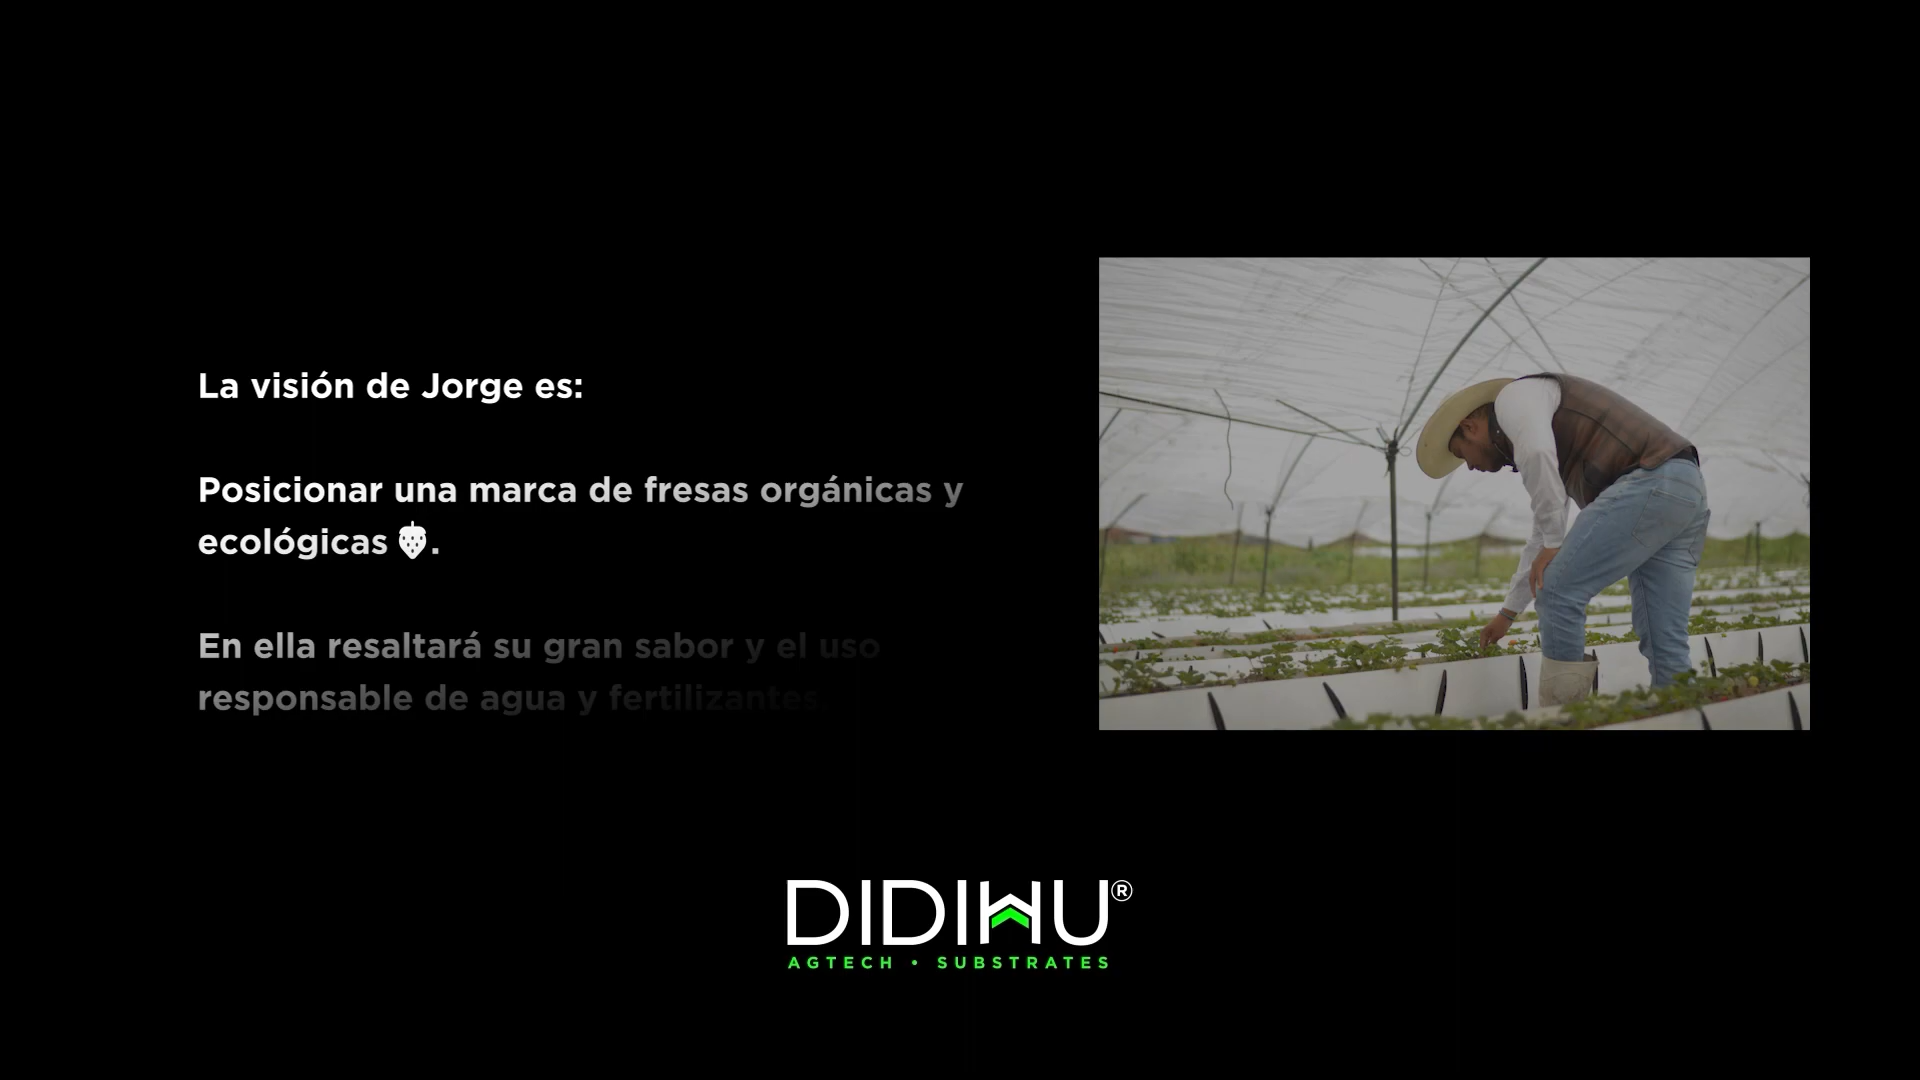 La visión de Jorge es:
Posicionar una marca de fresas orgánicas y
ecológicas 🍓.
En ella resaltará su gran sabor y el uso
responsable de agua y fertilizantes.
DIDIHU®
AGTECH • SUBSTRATES